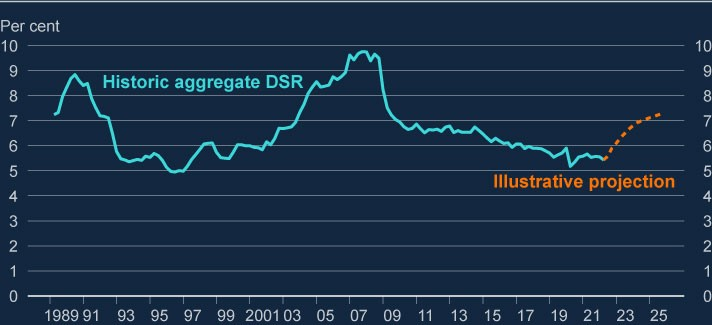 Per cent
10 10
9 9
Historic aggregate DSR
8 8
7 7
6 6
5 5
Illustrative projection
4 4
3 3
2 2
1 1
0 0
1989 91 93 95 97 99 2001 03 05 07 09 11 13 15 17 19 21 23 25